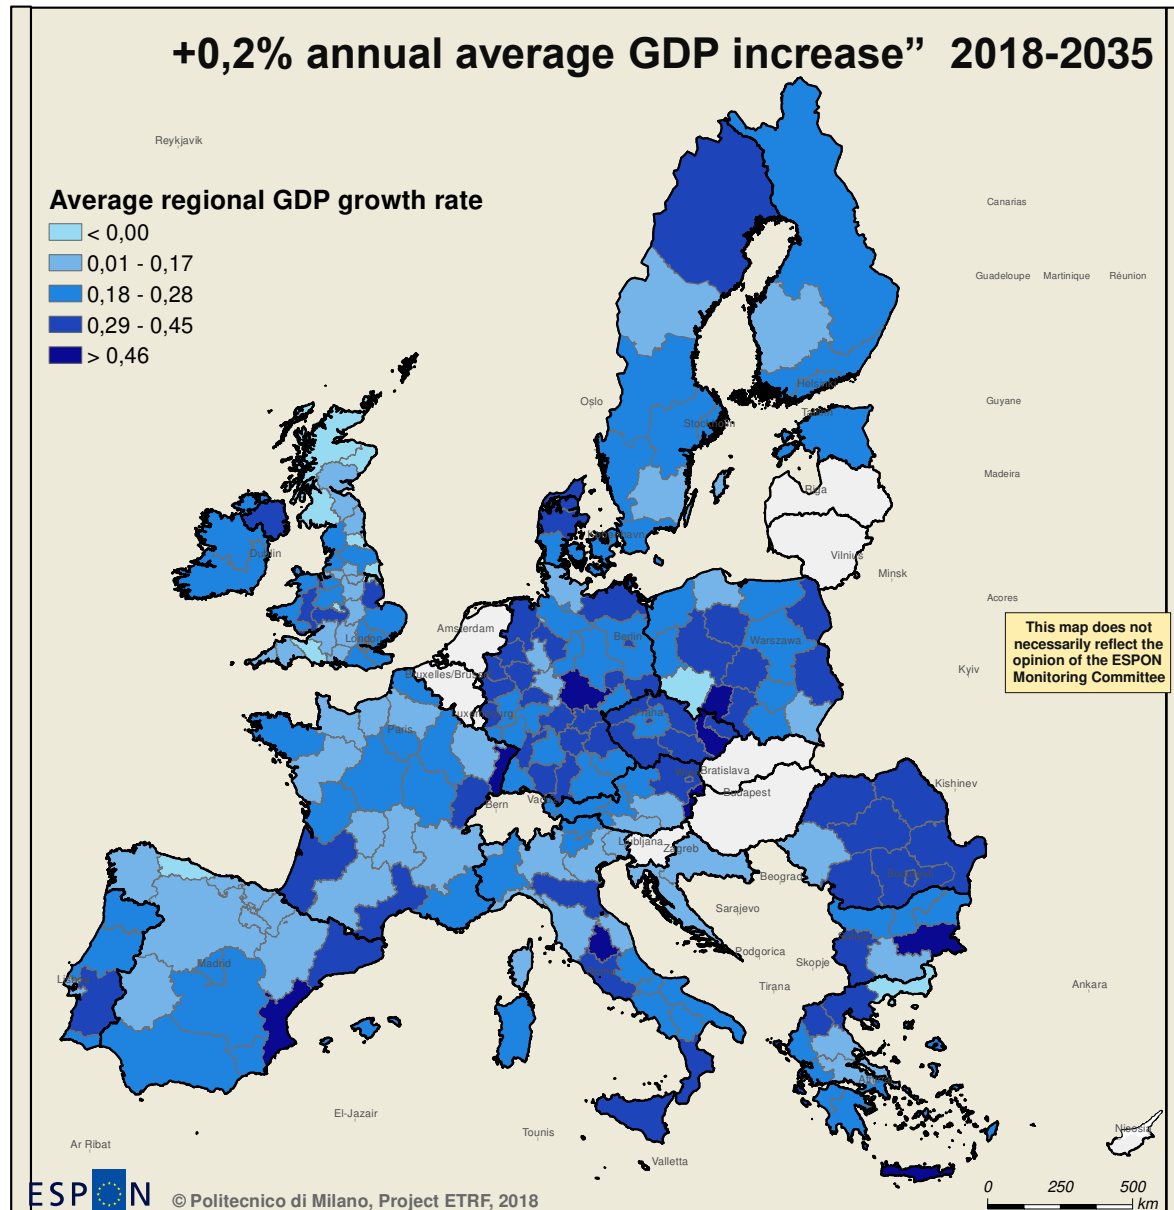 +0,2% annual average GDP increase” 2018-2035
Reykjavik
Average regional GDP growth rate
< 0,00
0,01 - 0,17
0,18 - 0,28
0,29 - 0,45
> 0,46
Canarias
Guadeloupe Martinique Réunion
Helsinki
Oslo
Guyane
Stockholm
Madeira
Riga
Dublin
Vilnius
Minsk
Acores
Amsterdam
London
Berlin
Warszawa
This map does not
necessarily reflect the
opinion of the ESPON
Monitoring Committee
Kyiv
Paris
Bratislava
Kishinev
Bern
Budapest
Ljubljana
Zagreb
Beograd
Sarajevo
Podgorica
Madrid
Skopje
Tirana
Ankara
El-Jazair
Tounis
Ar Ribat
Valletta
Nicosia
ESPON
© Politecnico di Milano, Project ETRF, 2018
0 250 500
km